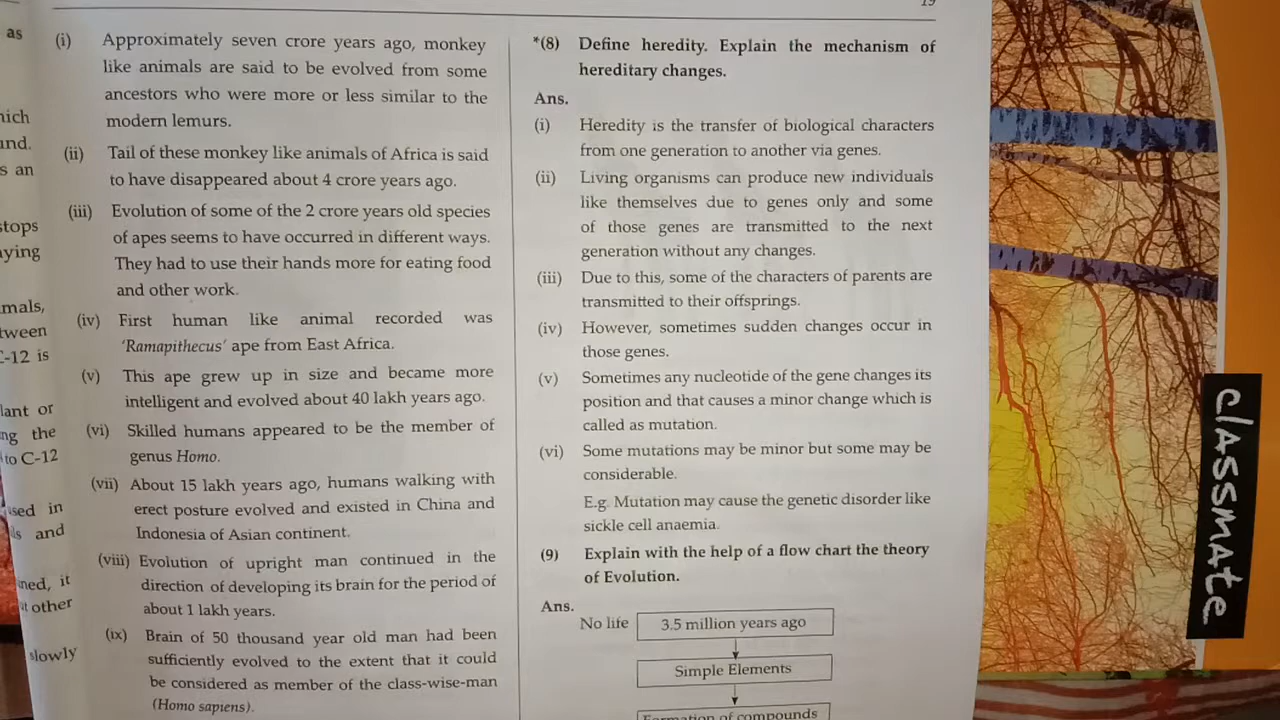 19
as
hich
and.
s an
stops
ying
mals,
tween
C-12 is
lant or
ng the
to C-12
used in
ls and
ned, it
other
slowly
(i) Approximately seven crore years ago, monkey
like animals are said to be evolved from some
ancestors who were more or less similar to the
modern lemurs.
(ii) Tail of these monkey like animals of Africa is said
to have disappeared about 4 crore years ago.
(iii) Evolution of some of the 2 crore years old species
of apes seems to have occurred in different ways.
They had to use their hands more for eating food
and other work.
(iv) First human like animal recorded was
'Ramapithecus' ape from East Africa.
(v) This ape grew up in size and became more
intelligent and evolved about 40 lakh years ago.
(vi) Skilled humans appeared to be the member of
genus Homo.
(vii) About 15 lakh years ago, humans walking with
erect posture evolved and existed in China and
Indonesia of Asian continent.
(viii) Evolution of upright man continued in the
direction of developing its brain for the period of
about 1 lakh years.
(ix) Brain of 50 thousand year old man had been
sufficiently evolved to the extent that it could
be considered as member of the class-wise-man
(Homo sapiens).
*(8) Define heredity. Explain the mechanism of
hereditary changes.
Ans.
(i) Heredity is the transfer of biological characters
from one generation to another via genes.
(ii) Living organisms can produce new individuals
like themselves due to genes only and some
of those genes are transmitted to the next
generation without any changes.
(iii) Due to this, some of the characters of parents are
transmitted to their offsprings.
(iv) However, sometimes sudden changes occur in
those genes.
(v) Sometimes any nucleotide of the gene changes its
position and that causes a minor change which is
called as mutation.
(vi) Some mutations may be minor but some may be
considerable.
E.g. Mutation may cause the genetic disorder like
sickle cell anaemia.
(9) Explain with the help of a flow chart the theory
of Evolution.
Ans.
No life 3.5 million years ago
Simple Elements
Formation of compounds
classmate